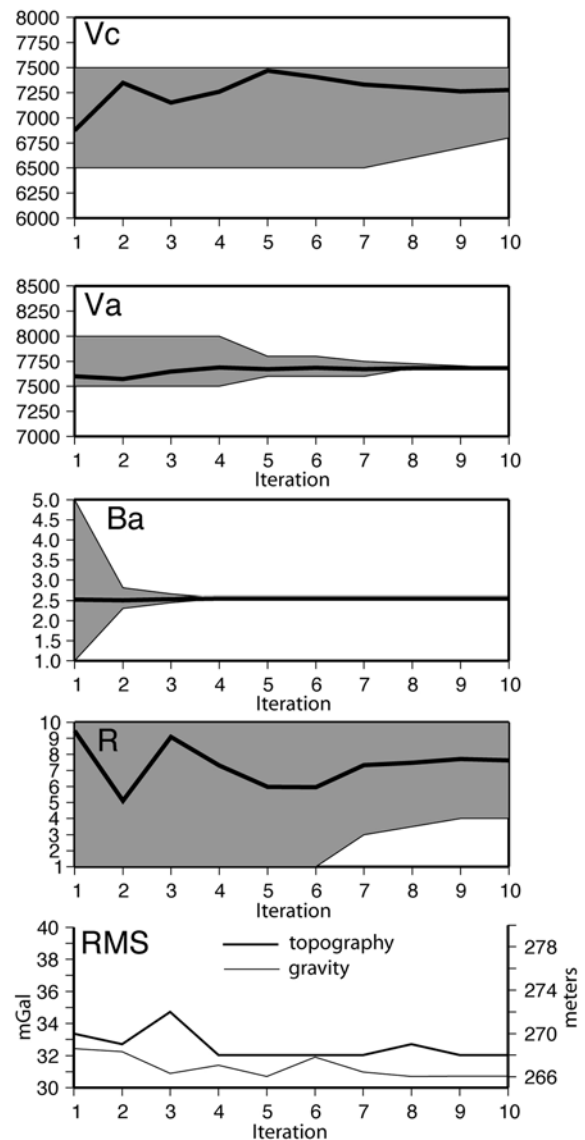 Vc
8000
7500
7250
7000
6750
6500
6250
6000
1 2 3 4 5 6 7 8 9 10
Va
8500
8250
8000
7750
7500
7250
7000
1 2 3 4 5 6 7 8 9 10
Iteration
Ba
5.0
4.5
4.0
3.5
3.0
2.5
2.0
1.5
1.0
1 2 3 4 5 6 7 8 9 10
Iteration
R
10
9
8
7
6
5
4
3
2
1
1 2 3 4 5 6 7 8 9 10
Iteration
RMS
topography
gravity
mGal
40
38
36
34
32
30
278
274
270
266
meters
1 2 3 4 5 6 7 8 9 10
Iteration